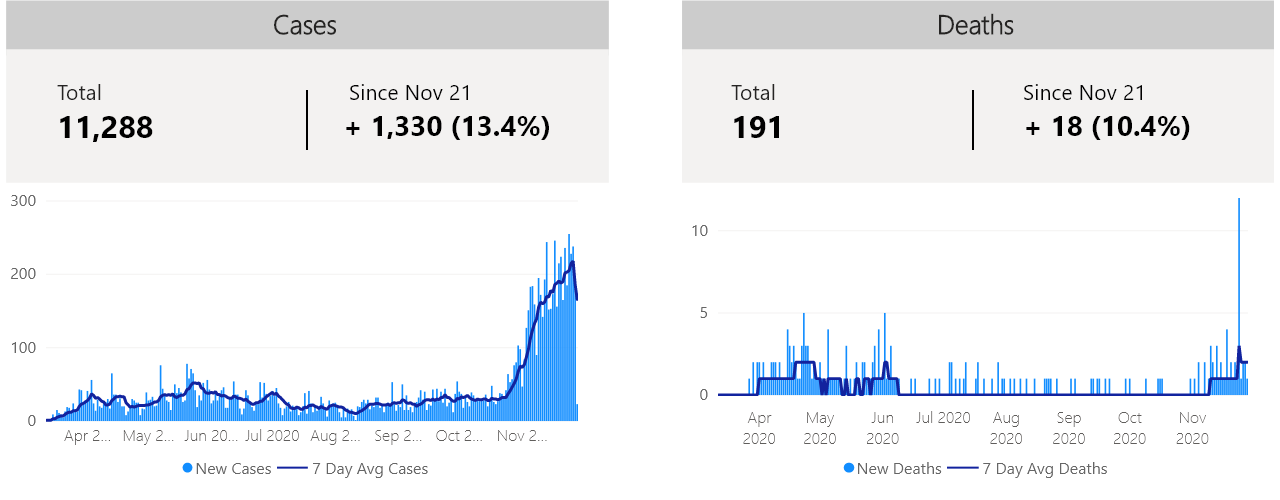 Cases
Total
11,288
Since Nov 21
+ 1,330 (13.4%)
300
200
100
0
Apr 2... May 2... Jun 20... Jul 2020 Aug 2... Sep 2... Oct 2... Nov 2...
New Cases 7 Day Avg Cases
Deaths
Total
191
Since Nov 21
+ 18 (10.4%)
10
5
0
Apr May Jun Jul 2020 Aug Sep Oct Nov
2020 2020 2020 2020 2020 2020 2020
New Deaths 7 Day Avg Deaths